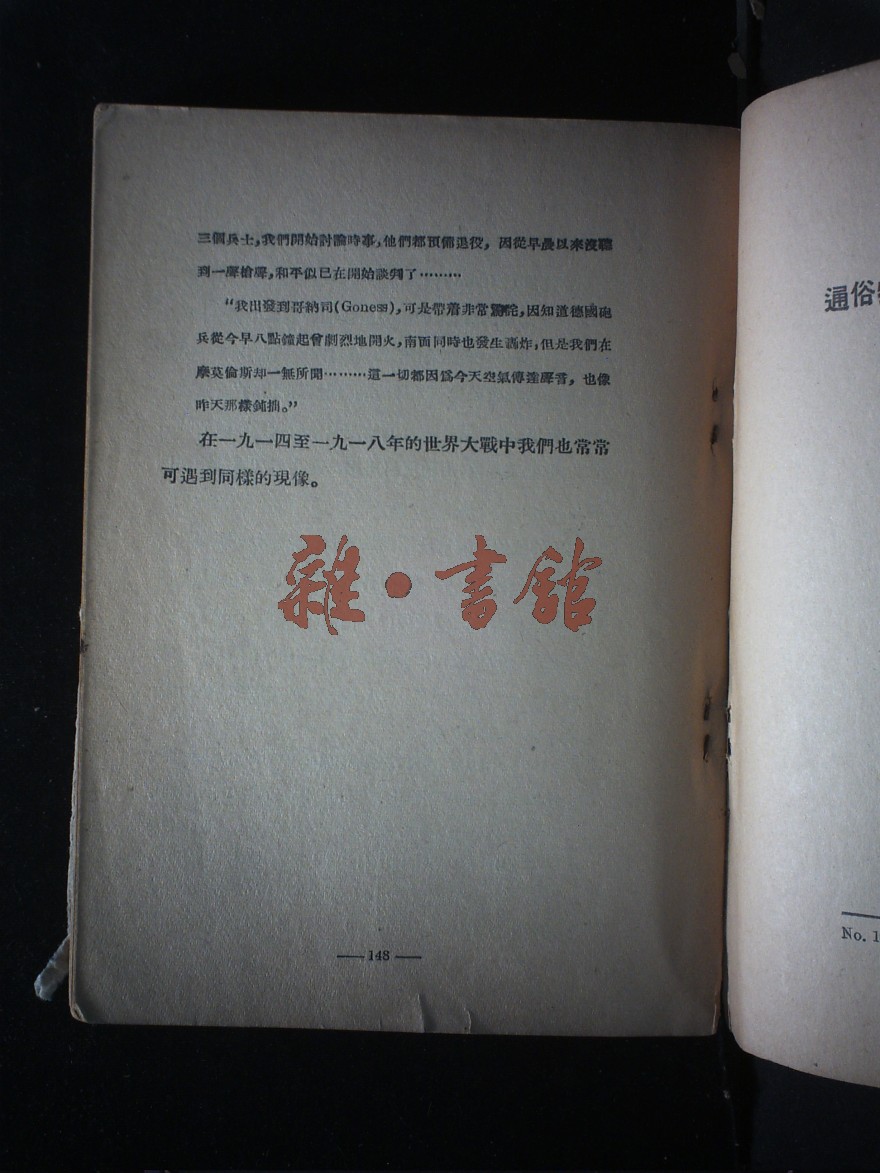 三個兵士,我們開始討論時事,他們都預備退役, 因從早晨以來沒聽
到一聲槍聲,和平似已在開始談判了………
“我出發到哥納司(Goness),可是帶着非常驚詫,因知道德國砲
兵從今早八點鐘起曾劇烈地開火,南面同時也發生轟炸,但是我們在
摩莫倫斯却一無所聞………這一切都因爲今天空氣傳達聲音, 也像
昨天那樣鈍拙。”
在一九一四至一九一八年的世界大戰中我們也常常
可遇到同樣的現像。
雜·書館
148
通俗
No. 1